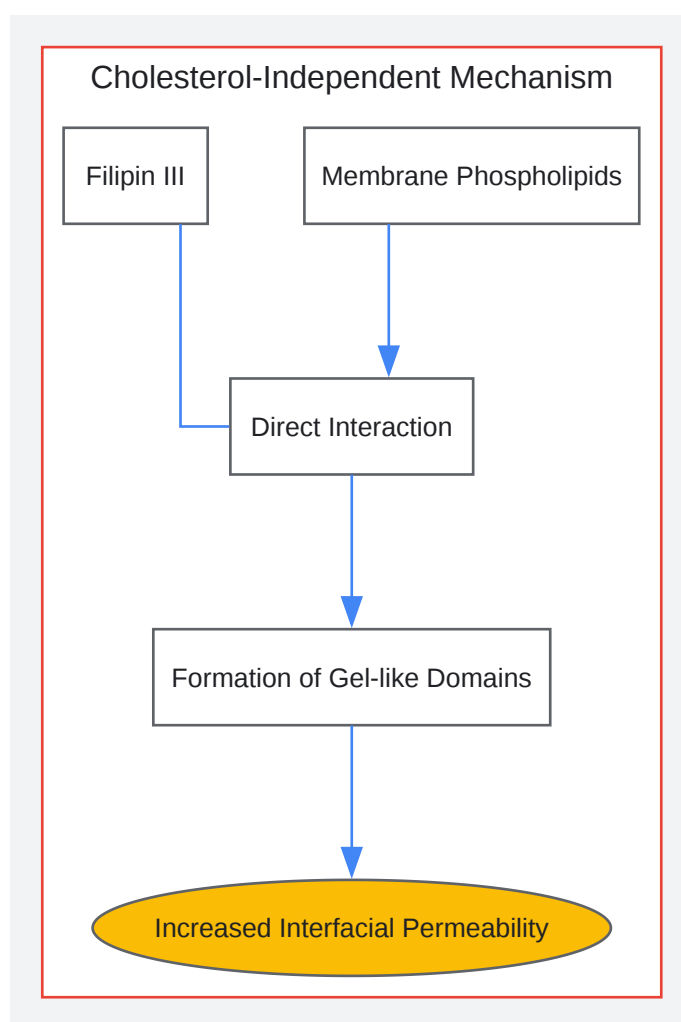 Cholesterol-Independent Mechanism
Filipin III
Membrane Phospholipids
Direct Interaction
Formation of Gel-like Domains
Increased Interfacial Permeability